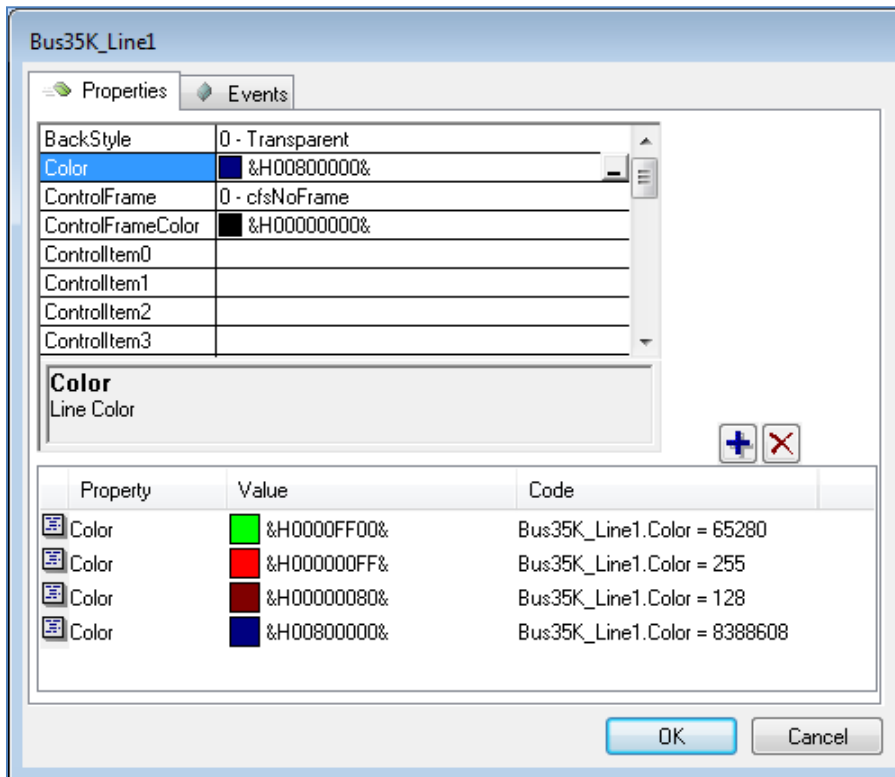 Bus35K_Line1
Properties Events
BackStyle 0 - Transparent
Color &H00800000&
ControlFrame 0 - cfsNoFrame
ControlFrameColor &H00000000&
ControlItem0
ControlItem1
ControlItem2
ControlItem3
Color
Line Color
Property Value Code
Color &H0000FF00& Bus35K_Line1.Color = 65280
Color &H000000FF& Bus35K_Line1.Color = 255
Color &H00000080& Bus35K_Line1.Color = 128
Color &H00800000& Bus35K_Line1.Color = 8388608
OK Cancel